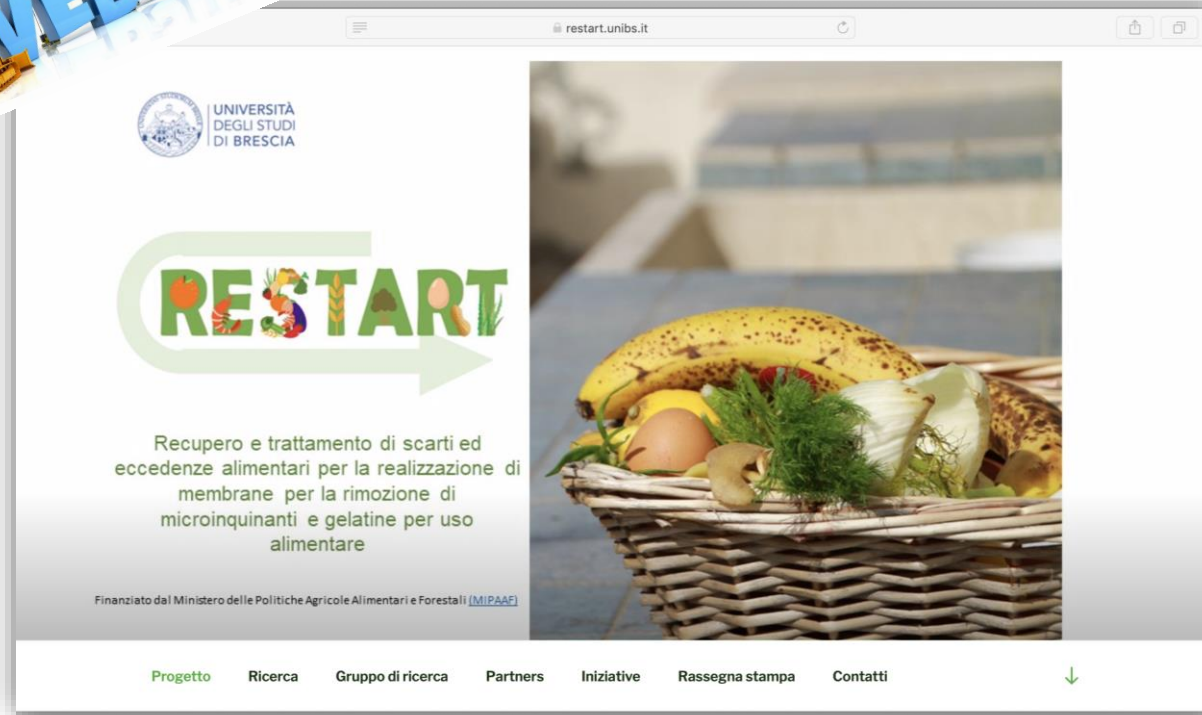 WEB
restart.unibs.it
UNIVERSITÀ
DEGLI STUDI
DI BRESCIA
RESTART
Recupero e trattamento di scarti ed
eccedenze alimentari per la realizzazione di
membrane per la rimozione di
microinquinanti e gelatine per uso
alimentare
Finanziato dal Ministero delle Politiche Agricole Alimentari e Forestali (MIPAAF)
Progetto Ricerca Gruppo di ricerca Partners Iniziative Rassegna stampa Contatti